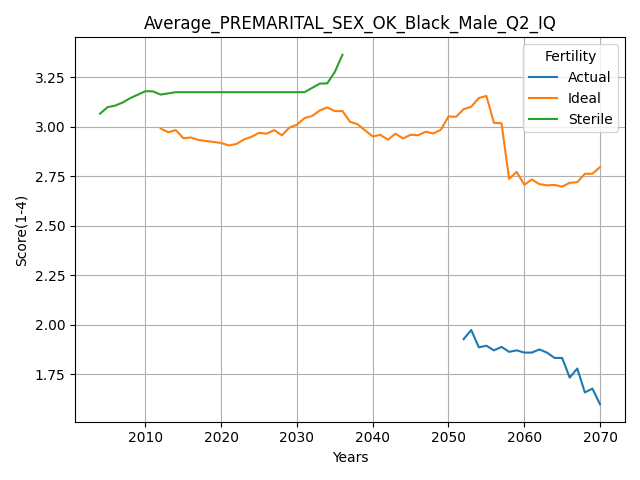 Average_PREMARITAL_SEX_OK_Black_Male_Q2_IQ
Fertility
Actual
Ideal
Sterile
Score(1-4)
3.25
3.00
2.75
2.50
2.25
2.00
1.75
2010 2020 2030 2040 2050 2060 2070
Years